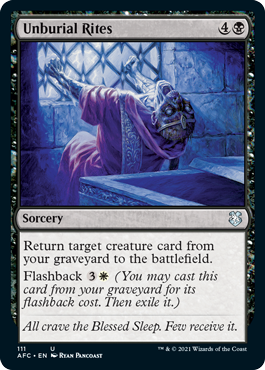 Unburial Rites 4
Sorcery
Return target creature card from
your graveyard to the battlefield.
Flashback 3 (You may cast this
card from your graveyard for its
flashback cost. Then exile it.)
All crave the Blessed Sleep. Few receive it.
111 U
AFC • EN RYAN PANCOAST ™ & © 2021 Wizards of the Coast